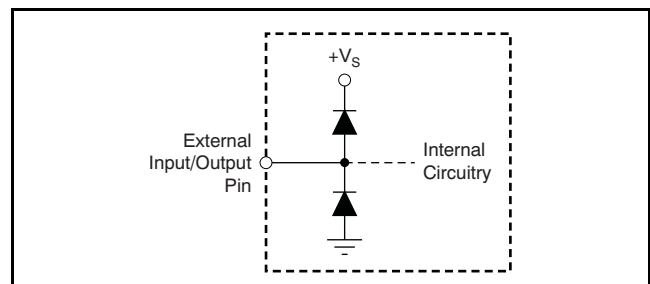 +VS
External
Input/Output
Pin
Internal
Circuitry